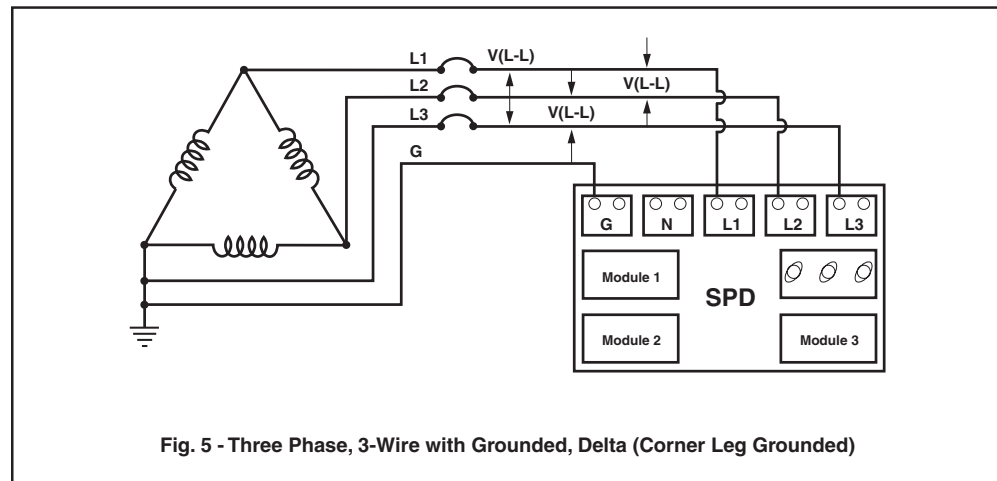 L1
V(L-L)
L2
V(L-L)
L3
V(L-L)
G
G
N
L1
L2
L3
Module 1
SPD
Module 2
Module 3
Fig. 5 - Three Phase, 3-Wire with Grounded, Delta (Corner Leg Grounded)